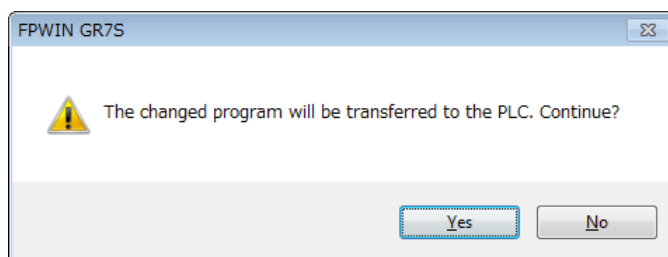 FPWIN GR7S
The changed program will be transferred to the PLC. Continue?
Yes No